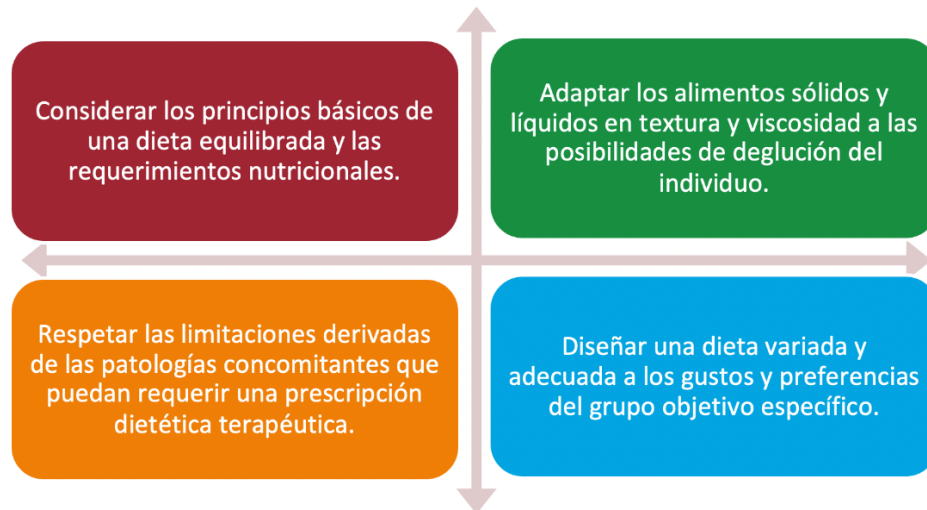 Considerar los principios básicos de
una dieta equilibrada y las
requerimientos nutricionales.
Adaptar los alimentos sólidos y
líquidos en textura y viscosidad a las
posibilidades de deglución del
individuo.
Respetar las limitaciones derivadas
de las patologías concomitantes que
puedan requerir una prescripción
dietética terapéutica.
Diseñar una dieta variada y
adecuada a los gustos y preferencias
del grupo objetivo específico.